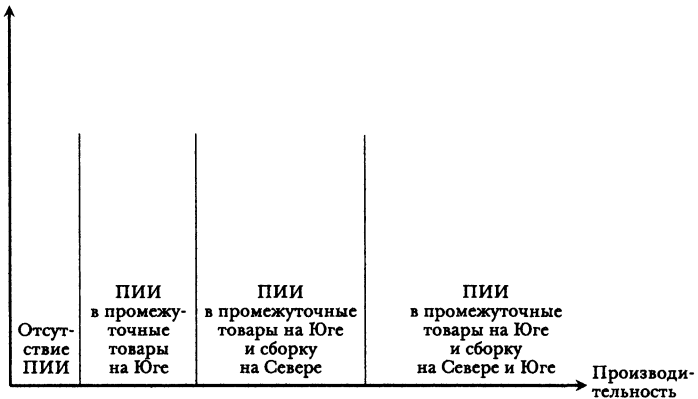 Отсут-
ствие
ПИИ
ПИИ
в промежу-
точные
товары
на Юге
ПИИ
в промежуточные
товары на Юге
и сборку
на Севере
ПИИ
в промежуточные
товары на Юге
и сборку
на Севере и Юге
Производи-
тельность